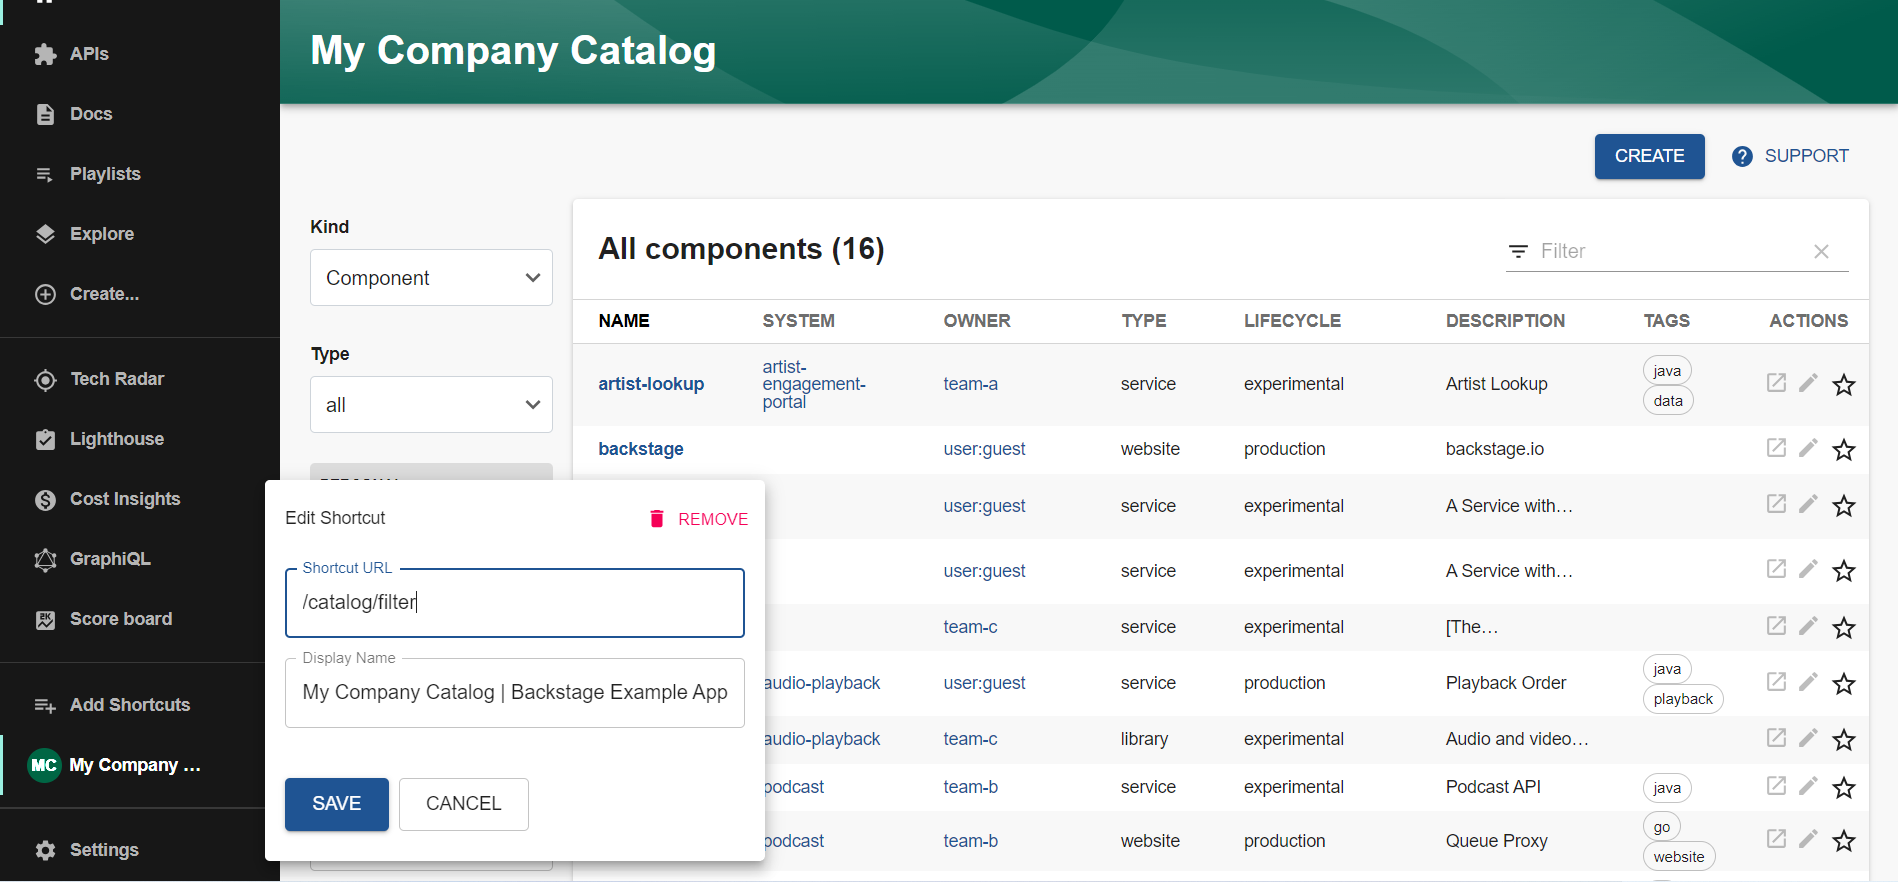 APIs
Docs
Playlists
Explore
Create...
Tech Radar
Lighthouse
Cost Insights
GraphiQL
Score board
Add Shortcuts
MC My Company ...
Settings
My Company Catalog
CREATE
? SUPPORT
Kind
Component
Type
all
PERSONAL
Edit Shortcut
REMOVE
Shortcut URL
/catalog/filter
Display Name
My Company Catalog | Backstage Example App
SAVE CANCEL
All components (16)
Filter
NAME SYSTEM OWNER TYPE LIFECYCLE DESCRIPTION TAGS ACTIONS
artist-lookup artist-engagement-portal team-a service experimental Artist Lookup java data
backstage user:guest website production backstage.io
user:guest service experimental A Service with...
user:guest service experimental A Service with...
team-c service experimental [The...
audio-playback user:guest service production Playback Order java playback
audio-playback team-c library experimental Audio and video...
podcast team-b service experimental Podcast API java
podcast team-b website production Queue Proxy go website